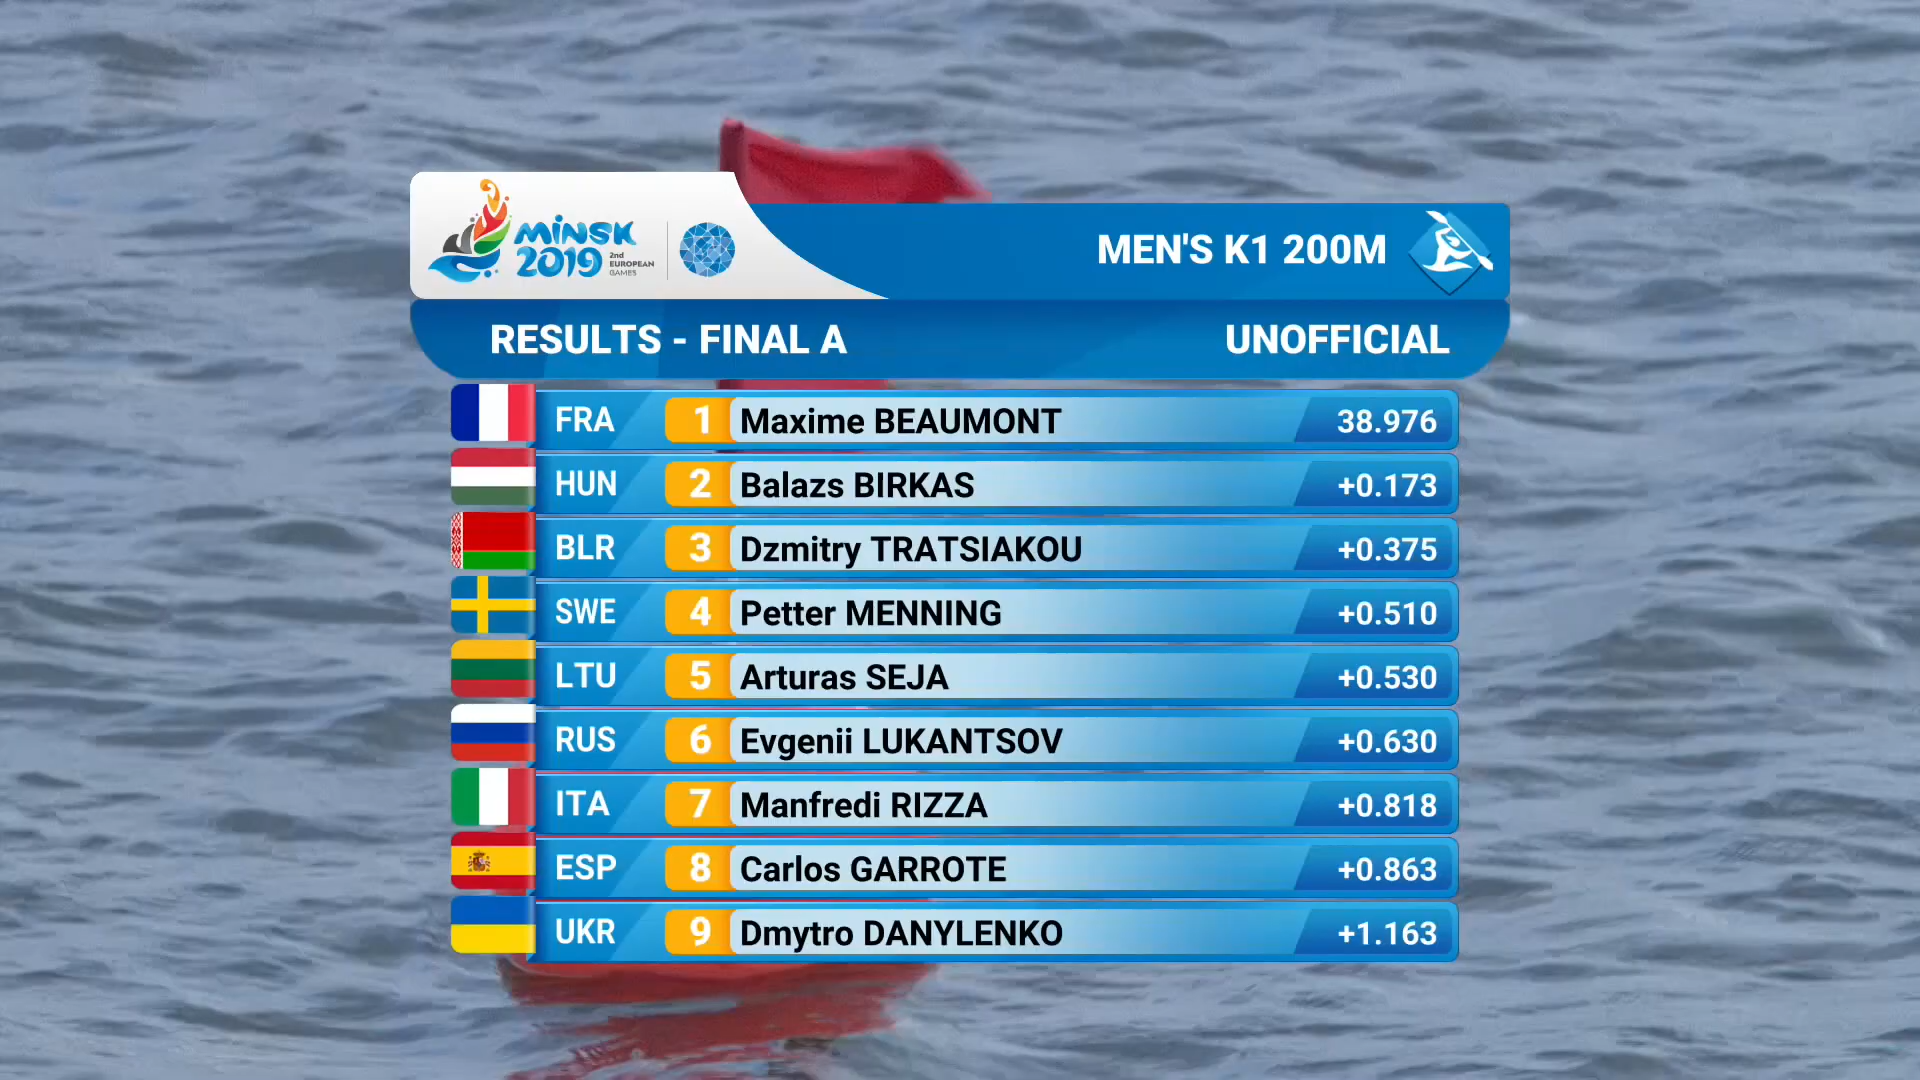 MINSK
2019
2nd
EUROPEAN
GAMES
MEN'S K1 200M
RESULTS - FINAL A UNOFFICIAL
FRA 1 Maxime BEAUMONT 38.976
HUN 2 Balazs BIRKAS +0.173
BLR 3 Dzmitry TRATSIAKOU +0.375
SWE 4 Petter MENNING +0.510
LTU 5 Arturas SEJA +0.530
RUS 6 Evgenii LUKANTSOV +0.630
ITA 7 Manfredi RIZZA +0.818
ESP 8 Carlos GARROTE +0.863
UKR 9 Dmytro DANYLENKO +1.163